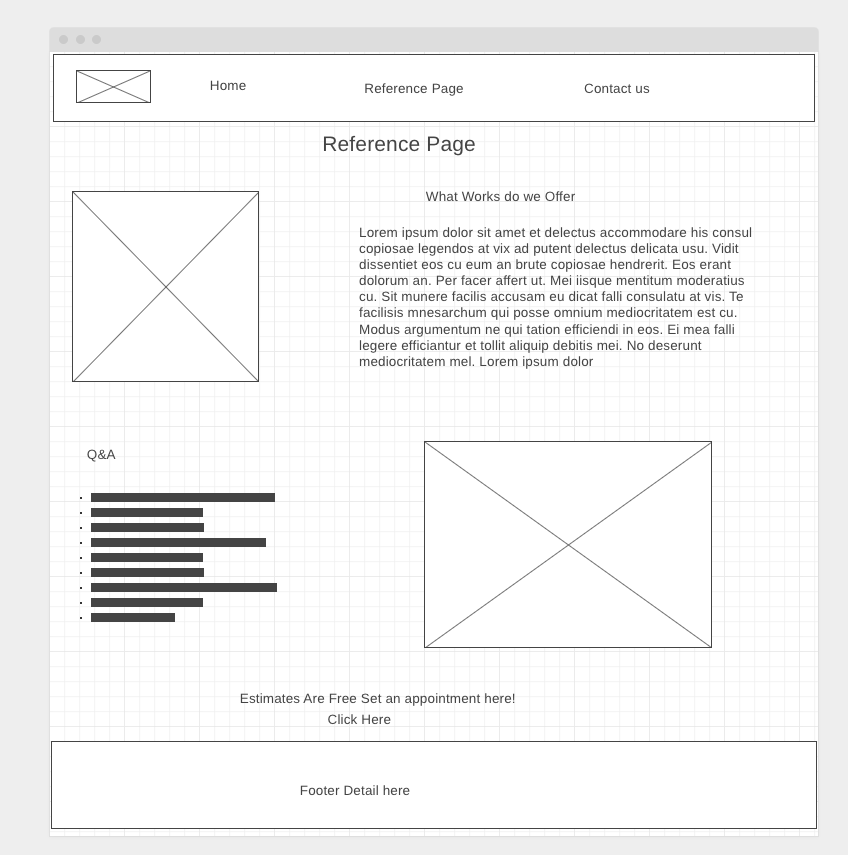 Home
Reference Page
Contact us
Reference Page
What Works do we Offer
Lorem ipsum dolor sit amet et delectus accommodare his consul
copiosae legendos at vix ad putent delectus delicata usu. Vidit
dissentiet eos cu eum an brute copiosae hendrerit. Eos erant
dolorum an. Per facer affert ut. Mei iisque mentitum moderatius
cu. Sit munere facilis accusam eu dicat falli consulatu at vis. Te
facilisis mnesarchum qui posse omnium mediocritatem est cu.
Modus argumentum ne qui tation efficiendi in eos. Ei mea falli
legere efficiantur et tollit aliquip debitis mei. No deserunt
mediocritatem mel. Lorem ipsum dolor
Q&A
Estimates Are Free Set an appointment here!
Click Here
Footer Detail here